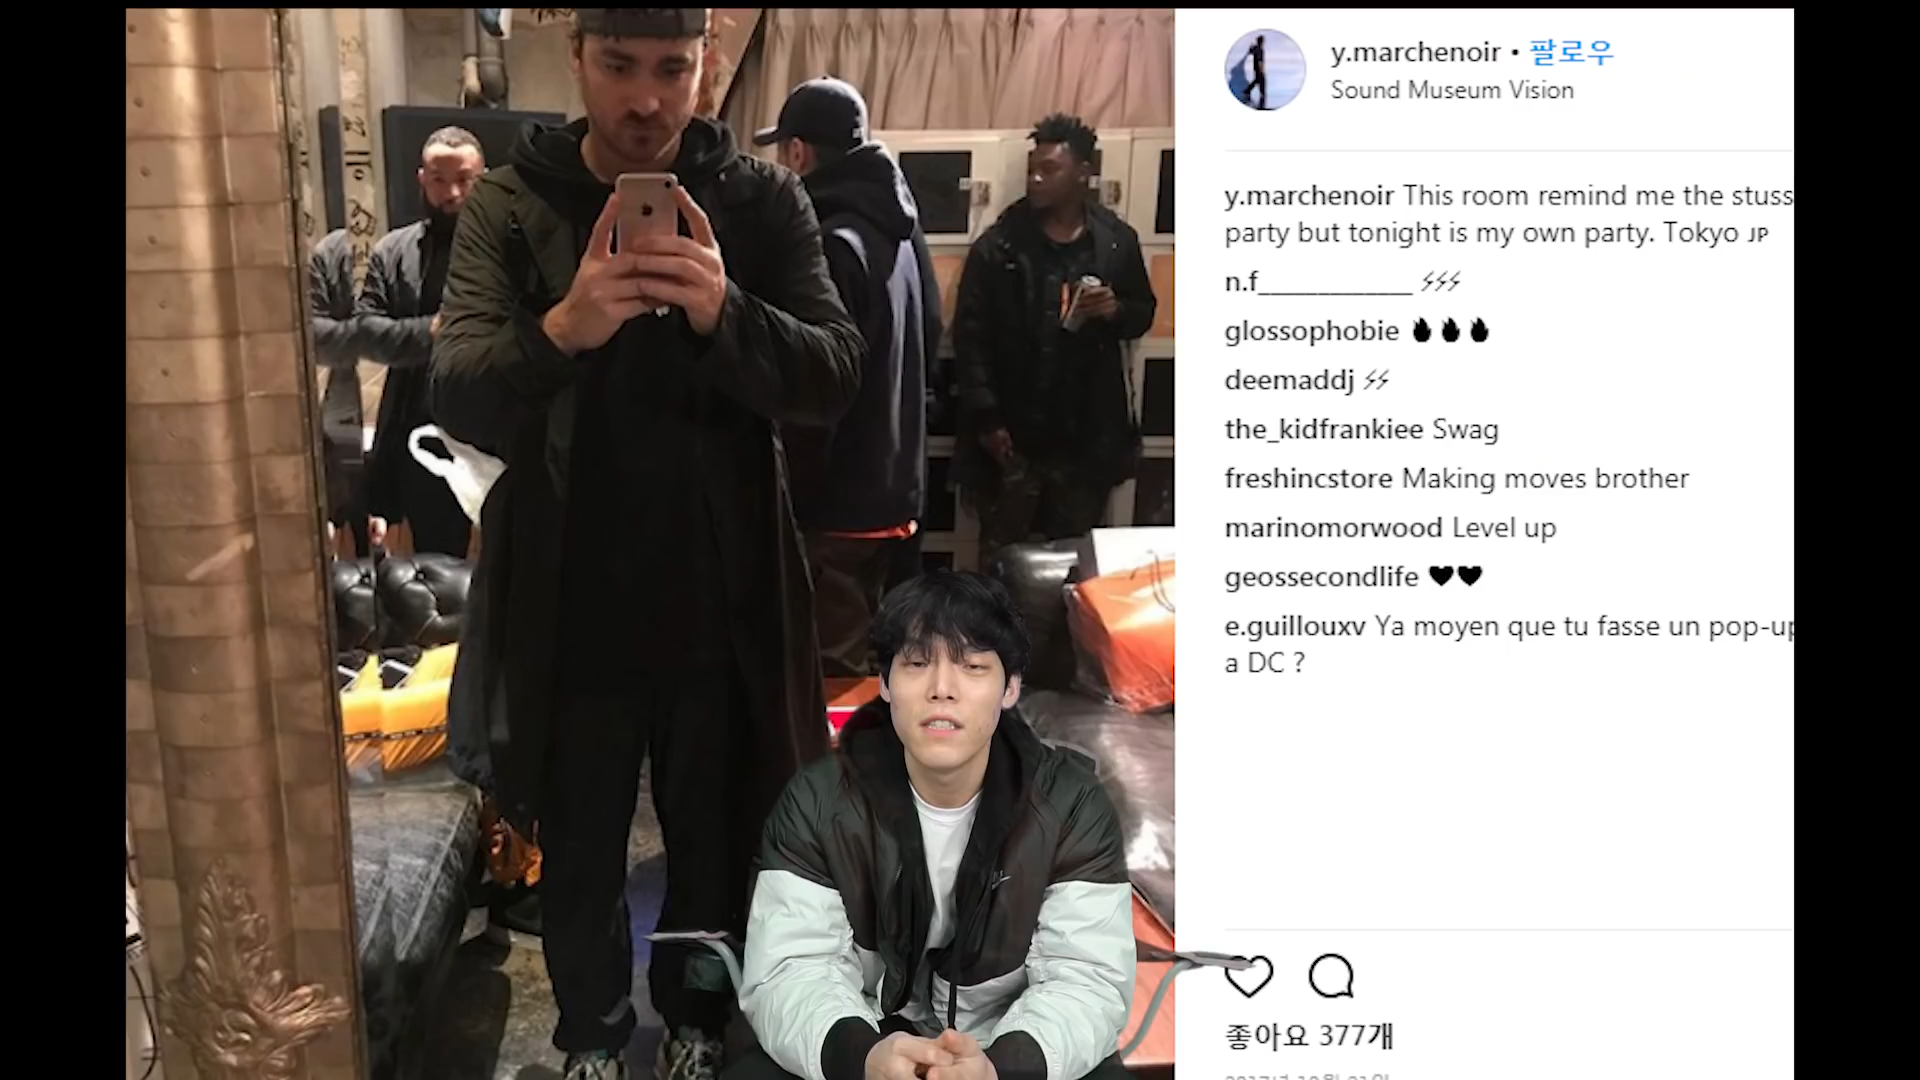 y.marchenoir • 팔로우
Sound Museum Vision
y.marchenoir This room remind me the stuss
party but tonight is my own party. Tokyo JP
n.f____________ ⚡⚡⚡
glossophobie 🔥🔥🔥
deemaddj ⚡⚡
the_kidfrankiee Swag
freshincstore Making moves brother
marinomorwood Level up
geossecondlife ♥♥
e.guillouxv Ya moyen que tu fasse un pop-up
a DC ?
좋아요 377개